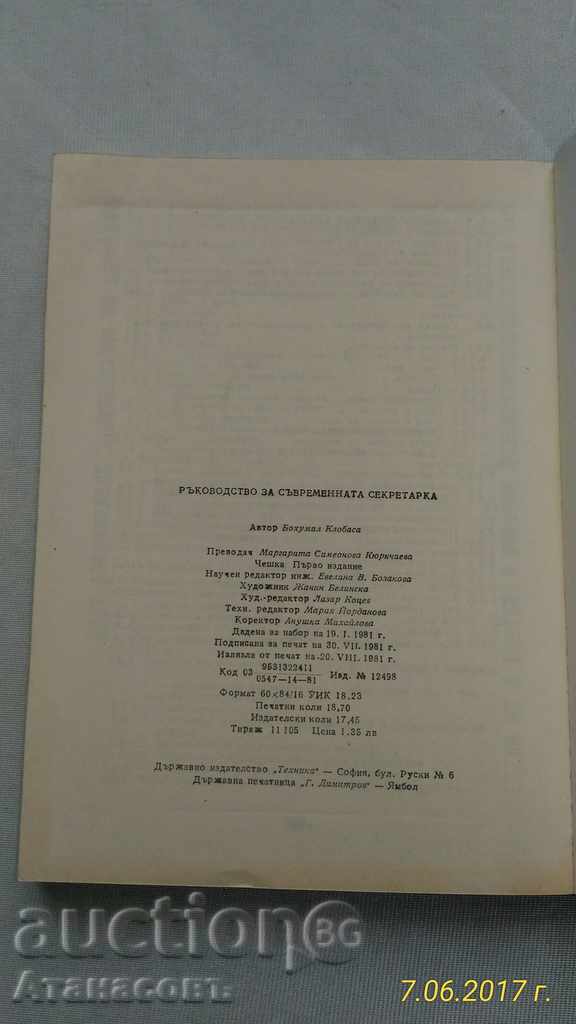 РЪКОВОДСТВО ЗА СЪВРЕМЕННАТА СЕКРЕТАРКА
Автор Бохумал Клобаса
Преводач Маргарита Симеонова Кюркчиева
Чешка Първо издание
Научен редактор инж. Евелина В. Бозакова
Художник Жанин Белинска
Худ.-редактор Лазар Коцев
Техн. редактор Мария Йорданова
Коректор Анушка Михайлова
Дадена за набор на 19. I. 1981 г.
Подписана за печат на 30. VII. 1981 г.
Излязла от печат на 20. VIII. 1981 г.
Код 03 9531322411 / 0547—14—81 Изд. № 12498
Формат 60×84/16 УИК 18,23
Печатни коли 18,70
Издателски коли 17,45
Тираж 11 105 Цена 1.35 лв
Държавно издателство „Техника“ — София, бул. Руски № 6
Държавна печатница „Г. Димитров“ — Ямбол
auctionBG
Атанасовъ
7.06.2017 г.